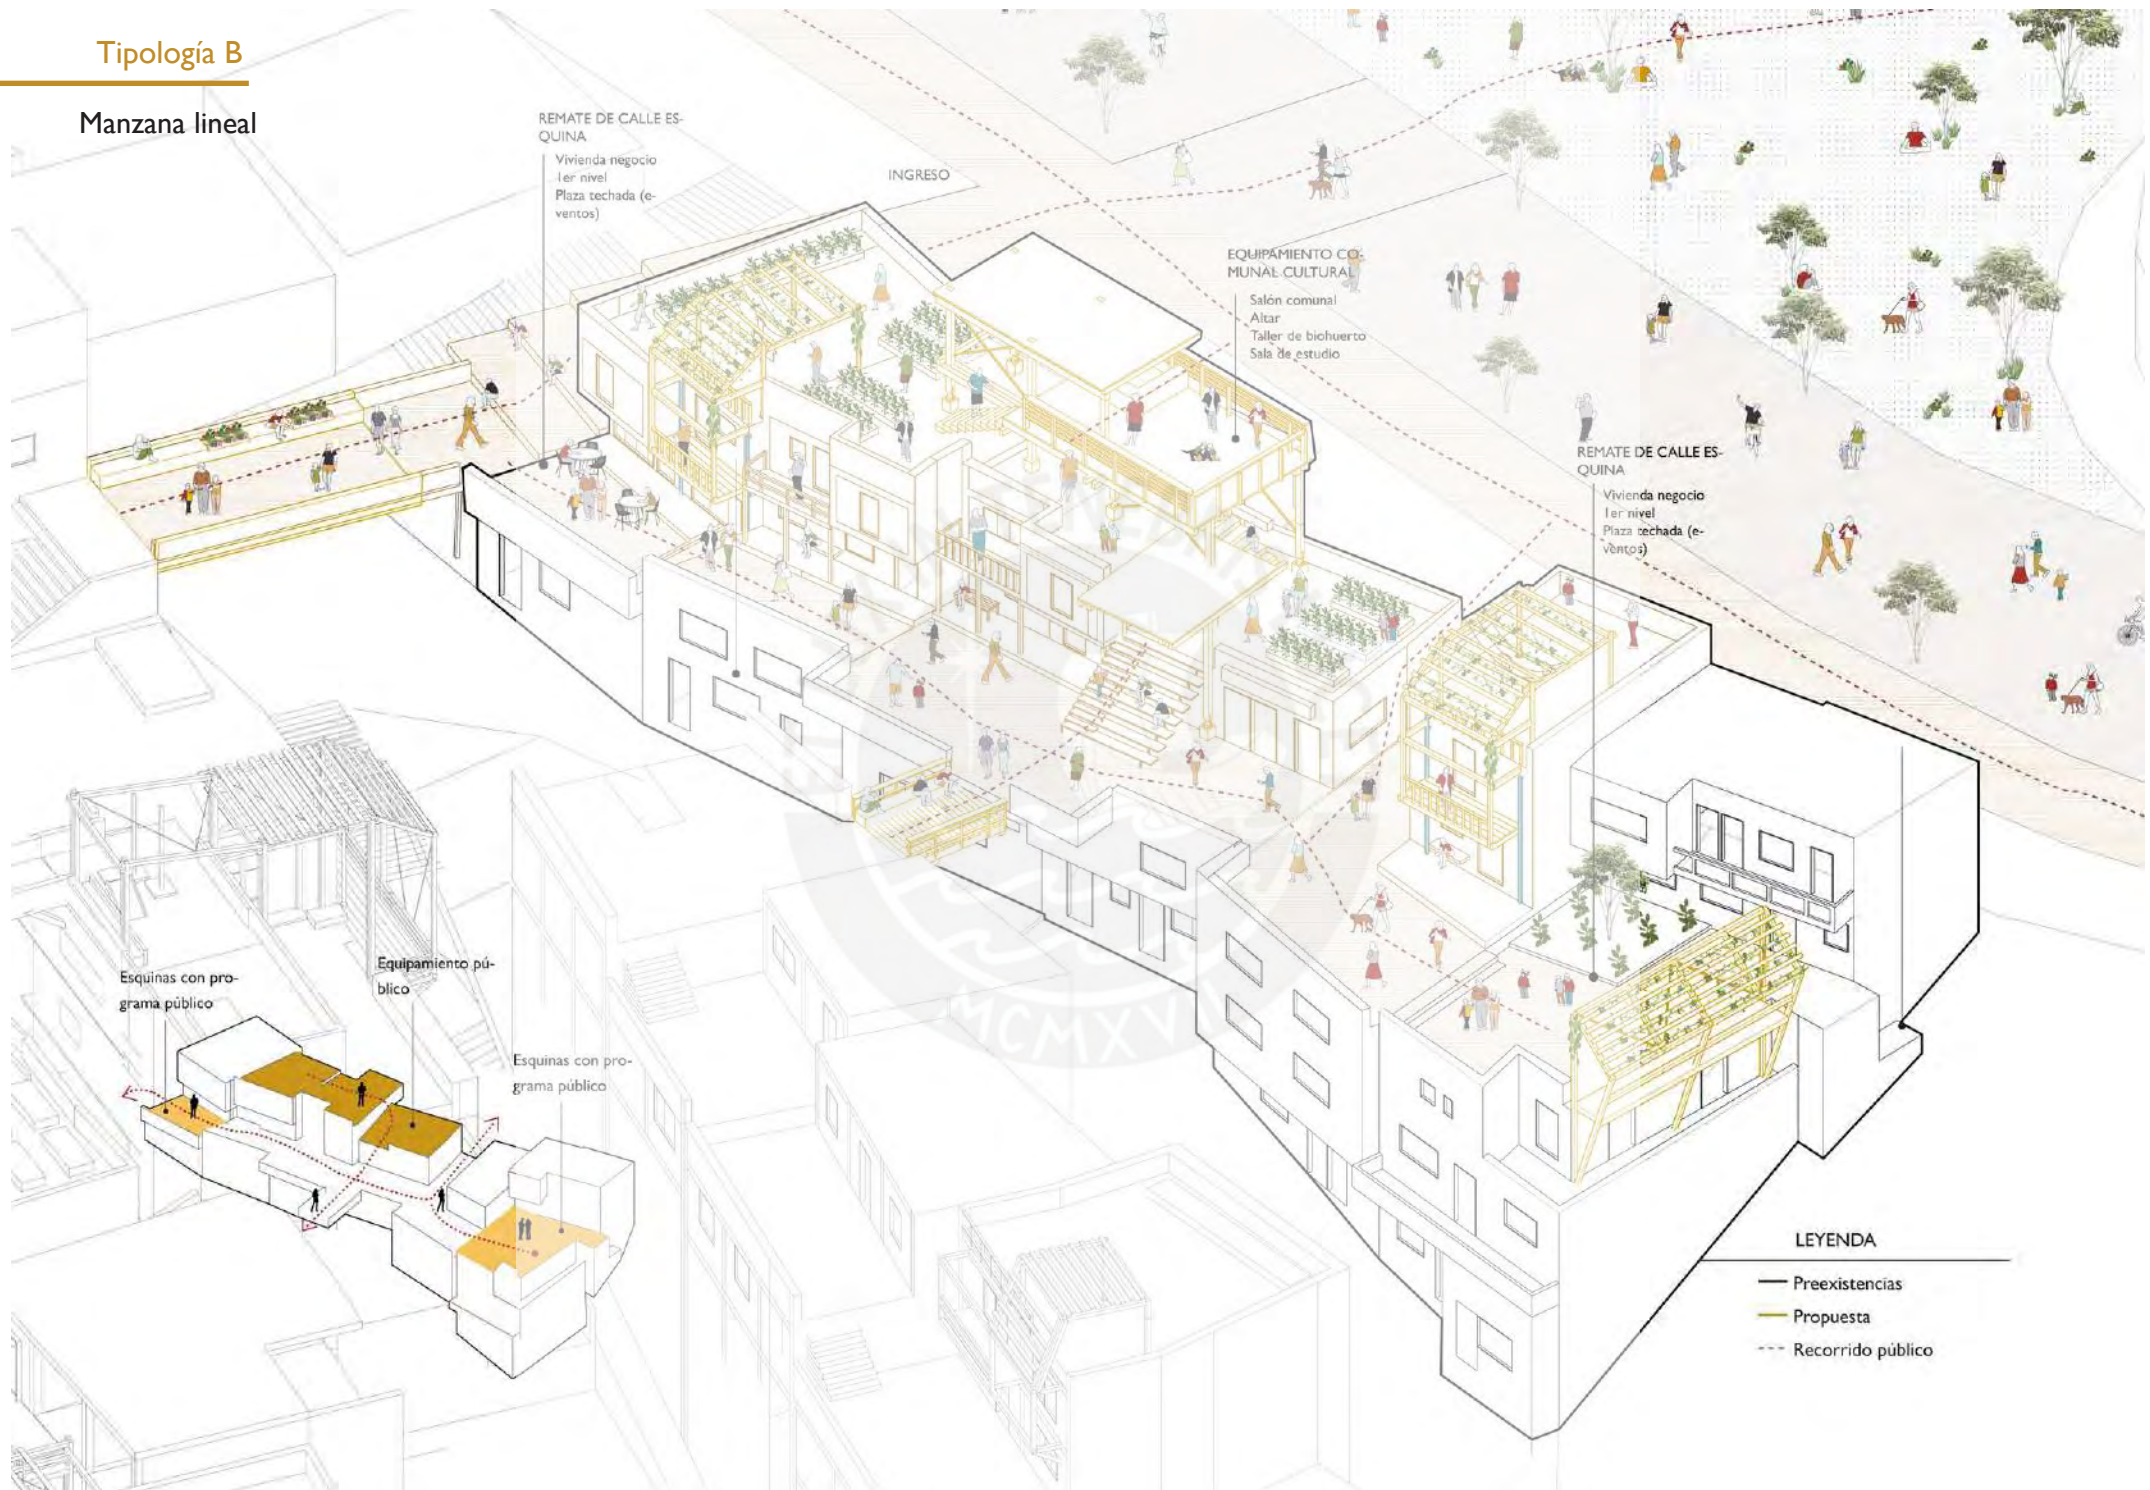 Tipología B
Manzana lineal
REMATE DE CALLE ES-
QUINA
Vivienda negocio
1er nivel
Plaza techada (e-
ventos)
INGRESO
EQUIPAMIENTO CO-
MUNAL CULTURAL
Salón comunal
Altar
Taller de biohuerto
Sala de estudio
REMATE DE CALLE ES-
QUINA
Vivienda negocio
1er nivel
Plaza techada (e-
ventos)
Esquinas con pro-
grama público
Equipamiento pú-
blico
Esquinas con pro-
grama público
MCMXVII
LEYENDA
Preexistencias
Propuesta
Recorrido público